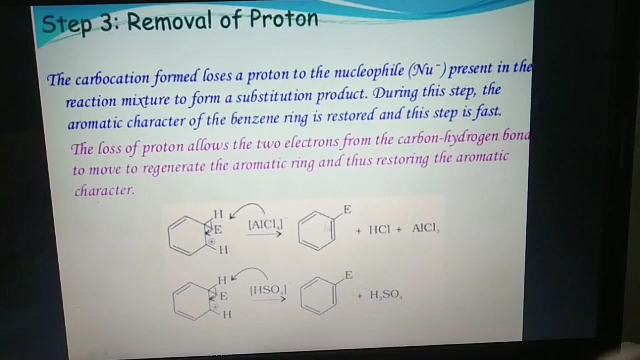 Step 3: Removal of Proton
The carbocation formed loses a proton to the nucleophile (Nu⁻) present in the
reaction mixture to form a substitution product. During this step, the
aromatic character of the benzene ring is restored and this step is fast.
The loss of proton allows the two electrons from the carbon-hydrogen bond
to move to regenerate the aromatic ring and thus restoring the aromatic
character.
H E ⊕ H [AlCl₄]⁻ E + HCl + AlCl₃
H E ⊕ H [HSO₄]⁻ E + H₂SO₄